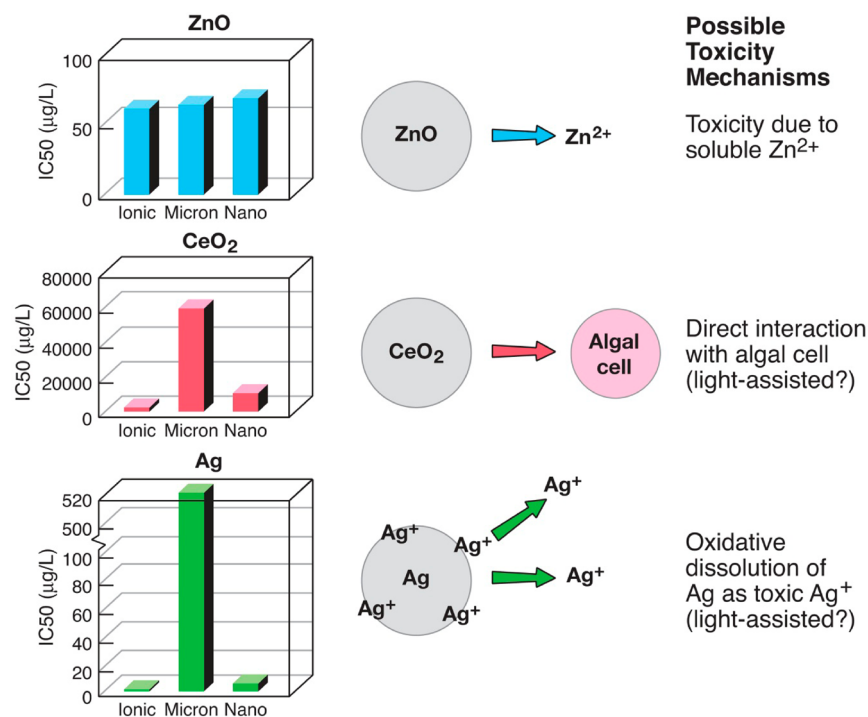 ZnO
100
50
0
IC50 (μg/L)
Ionic Micron Nano
ZnO
Zn²⁺
Possible
Toxicity
Mechanisms
Toxicity due to
soluble Zn²⁺
CeO₂
80000
60000
40000
20000
0
IC50 (μg/L)
Ionic Micron Nano
CeO₂
Algal
cell
Direct interaction
with algal cell
(light-assisted?)
Ag
520
500
100
80
60
40
20
0
IC50 (μg/L)
Ionic Micron Nano
Ag⁺
Ag⁺
Ag⁺
Ag
Ag⁺
Ag⁺
Ag⁺
Oxidative
dissolution of
Ag as toxic Ag⁺
(light-assisted?)